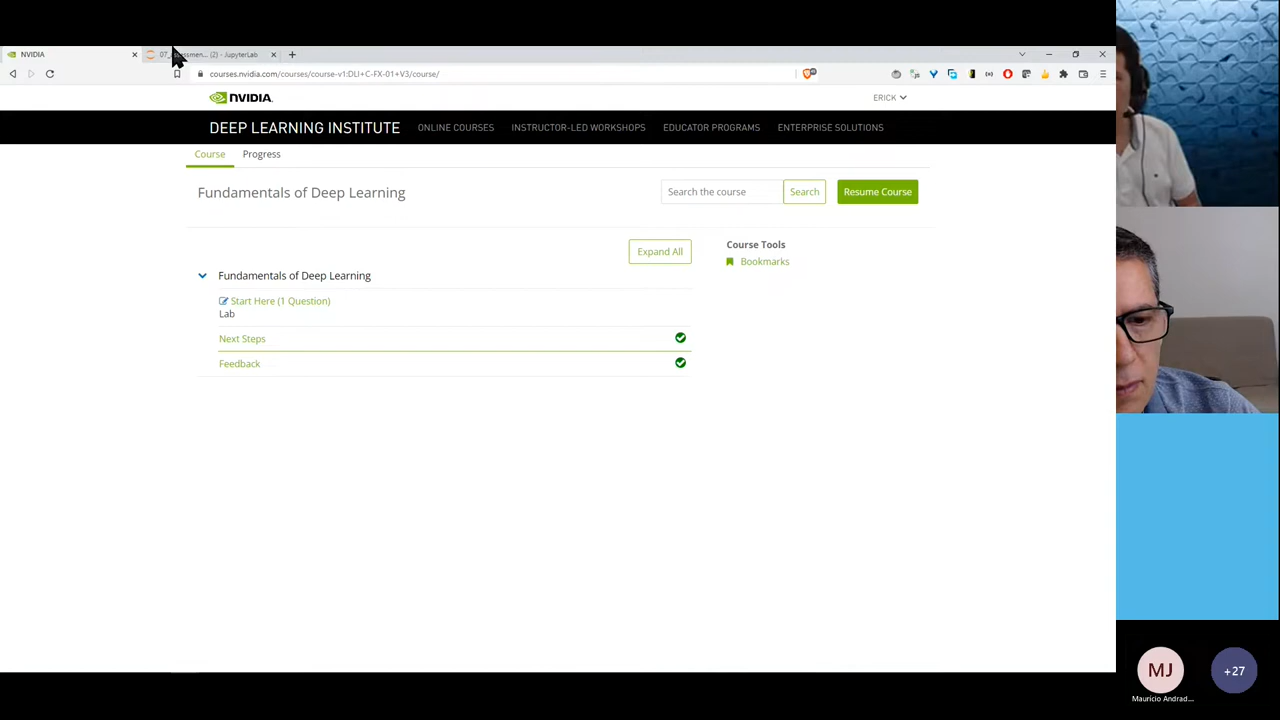 NVIDIA
07_assessmen... (2) - JupyterLab
courses.nvidia.com/courses/course-v1:DLI+C-FX-01+V3/course/
NVIDIA.
ERICK
DEEP LEARNING INSTITUTE
ONLINE COURSES
INSTRUCTOR-LED WORKSHOPS
EDUCATOR PROGRAMS
ENTERPRISE SOLUTIONS
Course
Progress
Fundamentals of Deep Learning
Search the course
Search
Resume Course
Expand All
Course Tools
Bookmarks
Fundamentals of Deep Learning
Start Here (1 Question)
Lab
Next Steps
Feedback
MJ
+27
Maurício Andrad...